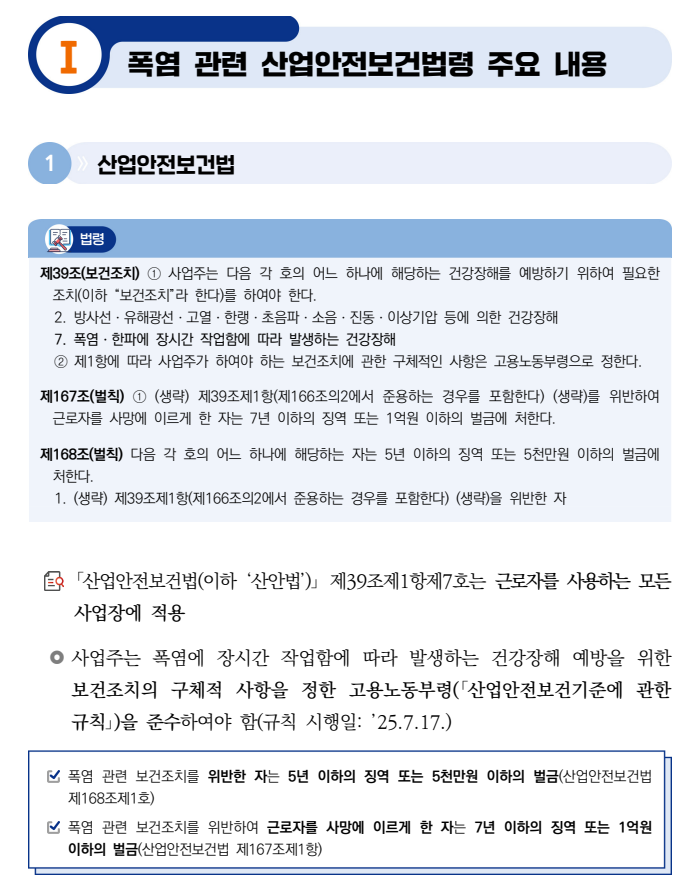 I
폭염 관련 산업안전보건법령 주요 내용
1 》 산업안전보건법
법령
제39조(보건조치) ① 사업주는 다음 각 호의 어느 하나에 해당하는 건강장해를 예방하기 위하여 필요한
조치(이하 “보건조치”라 한다)를 하여야 한다.
2. 방사선·유해광선·고열·한랭·초음파·소음·진동·이상기압 등에 의한 건강장해
7. 폭염·한파에 장시간 작업함에 따라 발생하는 건강장해
② 제1항에 따라 사업주가 하여야 하는 보건조치에 관한 구체적인 사항은 고용노동부령으로 정한다.
제167조(벌칙) ① (생략) 제39조제1항(제166조의2에서 준용하는 경우를 포함한다) (생략)를 위반하여
근로자를 사망에 이르게 한 자는 7년 이하의 징역 또는 1억원 이하의 벌금에 처한다.
제168조(벌칙) 다음 각 호의 어느 하나에 해당하는 자는 5년 이하의 징역 또는 5천만원 이하의 벌금에
처한다.
1. (생략) 제39조제1항(제166조의2에서 준용하는 경우를 포함한다) (생략)을 위반한 자
「산업안전보건법(이하 ‘산안법’)」 제39조제1항제7호는 근로자를 사용하는 모든
사업장에 적용
사업주는 폭염에 장시간 작업함에 따라 발생하는 건강장해 예방을 위한
보건조치의 구체적 사항을 정한 고용노동부령(「산업안전보건기준에 관한
규칙」)을 준수하여야 함(규칙 시행일: ’25.7.17.)
폭염 관련 보건조치를 위반한 자는 5년 이하의 징역 또는 5천만원 이하의 벌금(산업안전보건법
제168조제1호)
폭염 관련 보건조치를 위반하여 근로자를 사망에 이르게 한 자는 7년 이하의 징역 또는 1억원
이하의 벌금(산업안전보건법 제167조제1항)